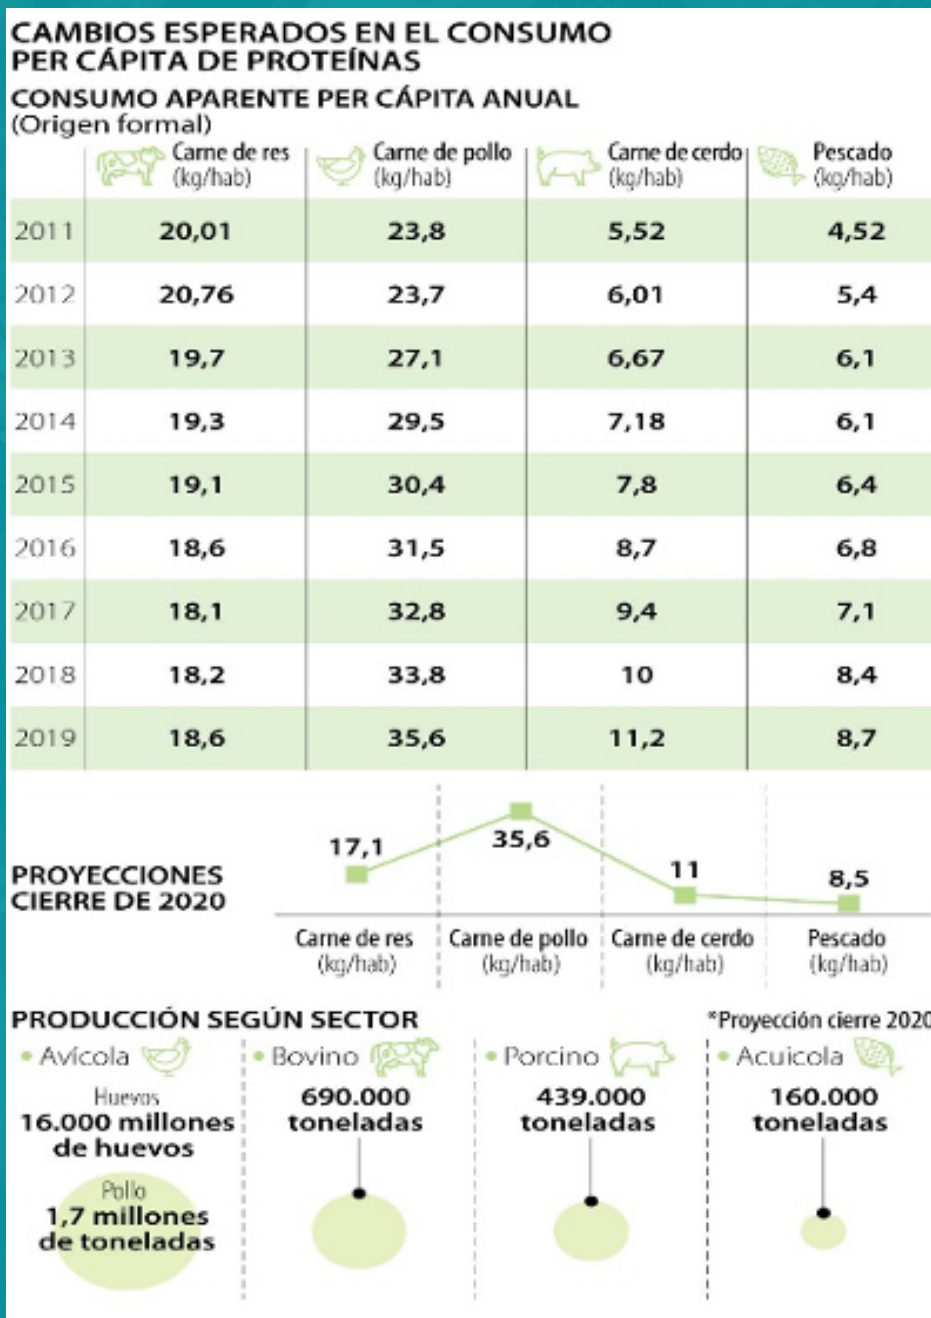 CAMBIOS ESPERADOS EN EL CONSUMO
PER CÁPITA DE PROTEÍNAS
CONSUMO APARENTE PER CÁPITA ANUAL
(Origen formal)
Carne de res (kg/hab) Carne de pollo (kg/hab) Carne de cerdo (kg/hab) Pescado (kg/hab)
2011 20,01 23,8 5,52 4,52
2012 20,76 23,7 6,01 5,4
2013 19,7 27,1 6,67 6,1
2014 19,3 29,5 7,18 6,1
2015 19,1 30,4 7,8 6,4
2016 18,6 31,5 8,7 6,8
2017 18,1 32,8 9,4 7,1
2018 18,2 33,8 10 8,4
2019 18,6 35,6 11,2 8,7
PROYECCIONES
CIERRE DE 2020
17,1 35,6 11 8,5
Carne de res Carne de pollo Carne de cerdo Pescado
(kg/hab) (kg/hab) (kg/hab) (kg/hab)
PRODUCCIÓN SEGÚN SECTOR
*Proyección cierre 2020
• Avícola
Huevos
16.000 millones
de huevos
Pollo
1,7 millones
de toneladas
• Bovino
690.000
toneladas
• Porcino
439.000
toneladas
• Acuicola
160.000
toneladas